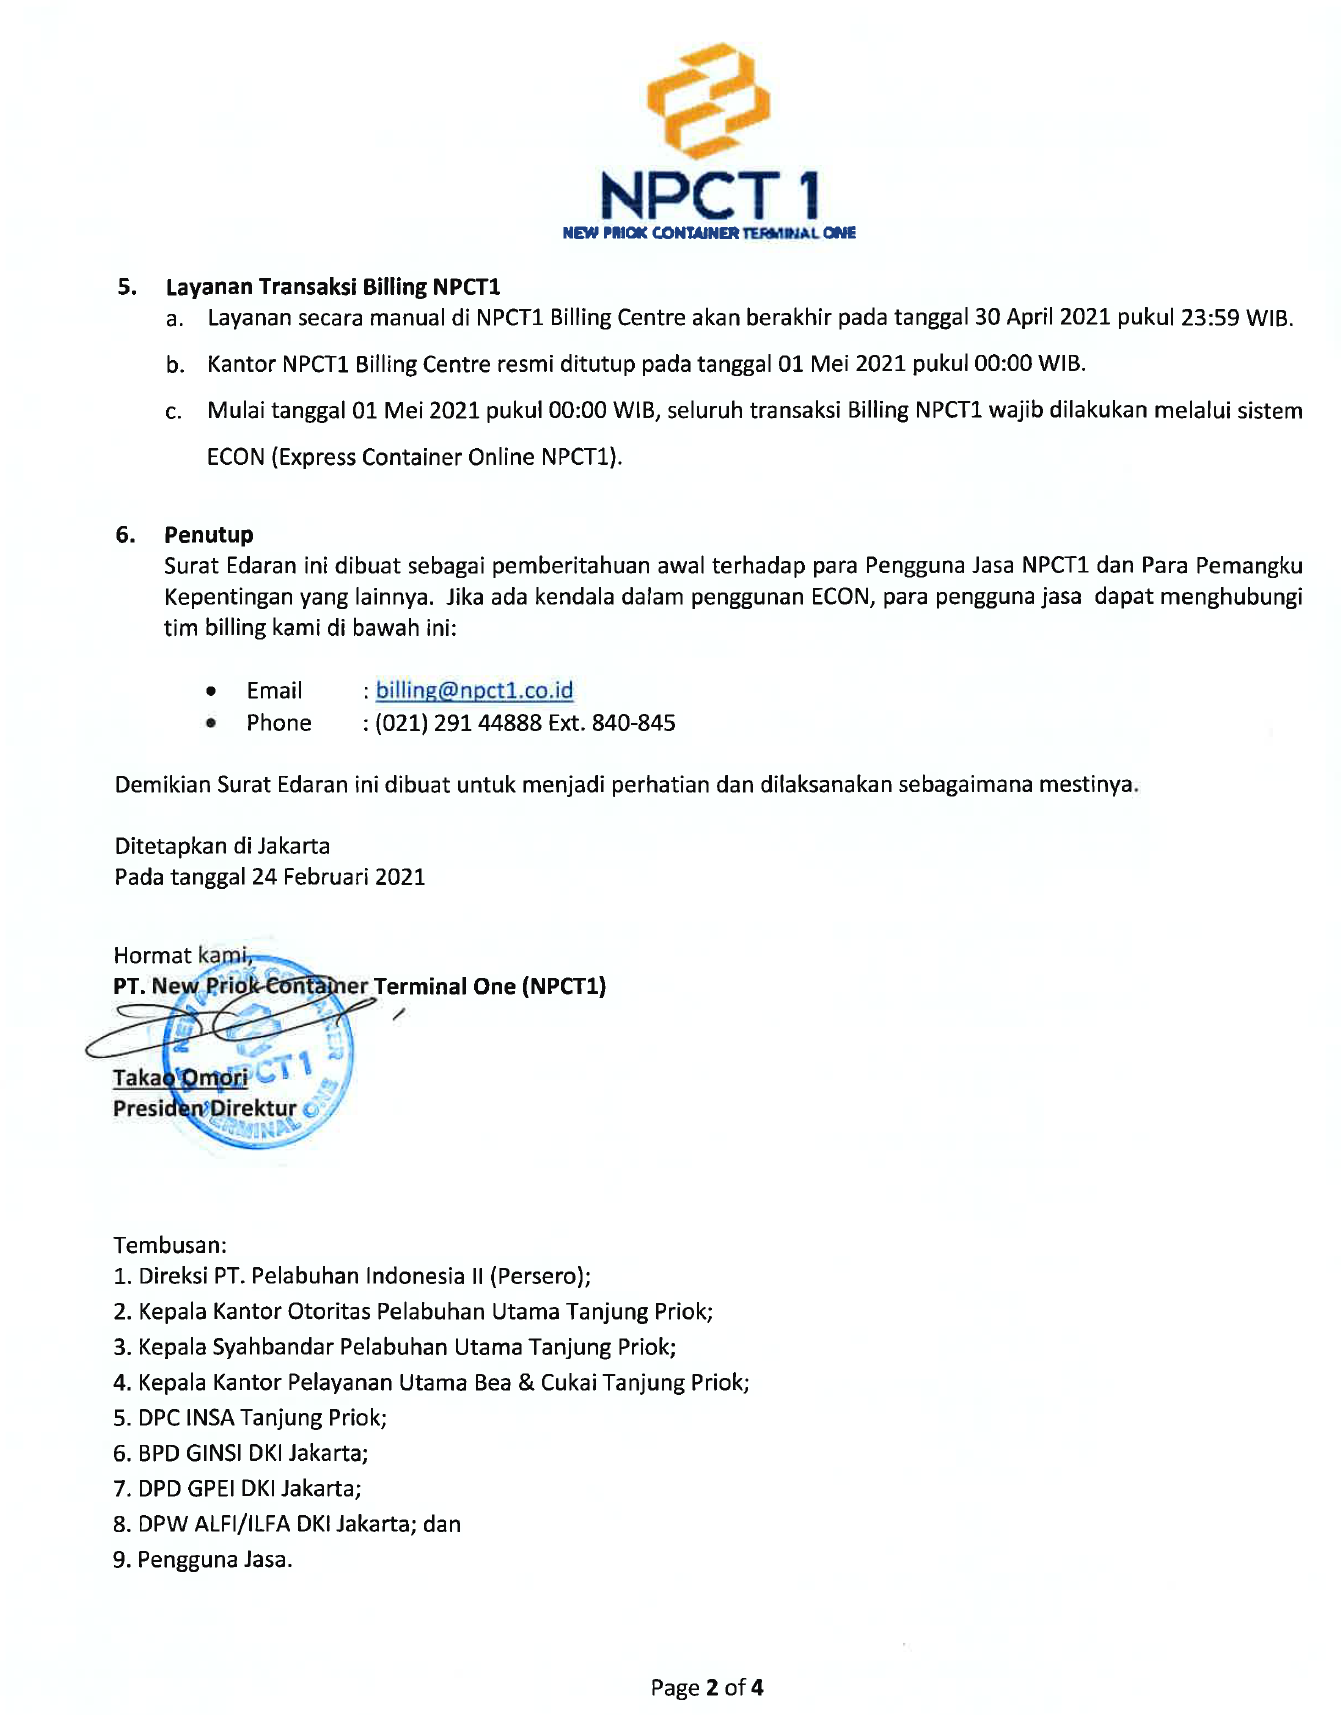 NPCT 1
NEW PRIOK CONTAINER TERMINAL ONE
5. Layanan Transaksi Billing NPCT1
a. Layanan secara manual di NPCT1 Billing Centre akan berakhir pada tanggal 30 April 2021 pukul 23:59 WIB.
b. Kantor NPCT1 Billing Centre resmi ditutup pada tanggal 01 Mei 2021 pukul 00:00 WIB.
c. Mulai tanggal 01 Mei 2021 pukul 00:00 WIB, seluruh transaksi Billing NPCT1 wajib dilakukan melalui sistem
ECON (Express Container Online NPCT1).
6. Penutup
Surat Edaran ini dibuat sebagai pemberitahuan awal terhadap para Pengguna Jasa NPCT1 dan Para Pemangku
Kepentingan yang lainnya. Jika ada kendala dalam penggunan ECON, para pengguna jasa dapat menghubungi
tim billing kami di bawah ini:
• Email : billing@npct1.co.id
• Phone : (021) 291 44888 Ext. 840-845
Demikian Surat Edaran ini dibuat untuk menjadi perhatian dan dilaksanakan sebagaimana mestinya.
Ditetapkan di Jakarta
Pada tanggal 24 Februari 2021
Hormat kami,
PT. New Priok Container Terminal One (NPCT1)
NEW PRIOK CONTAINER
NPCT 1
TERMINAL ONE
Takao Omori
Presiden Direktur
Tembusan:
1. Direksi PT. Pelabuhan Indonesia II (Persero);
2. Kepala Kantor Otoritas Pelabuhan Utama Tanjung Priok;
3. Kepala Syahbandar Pelabuhan Utama Tanjung Priok;
4. Kepala Kantor Pelayanan Utama Bea & Cukai Tanjung Priok;
5. DPC INSA Tanjung Priok;
6. BPD GINSI DKI Jakarta;
7. DPD GPEI DKI Jakarta;
8. DPW ALFI/ILFA DKI Jakarta; dan
9. Pengguna Jasa.
Page 2 of 4